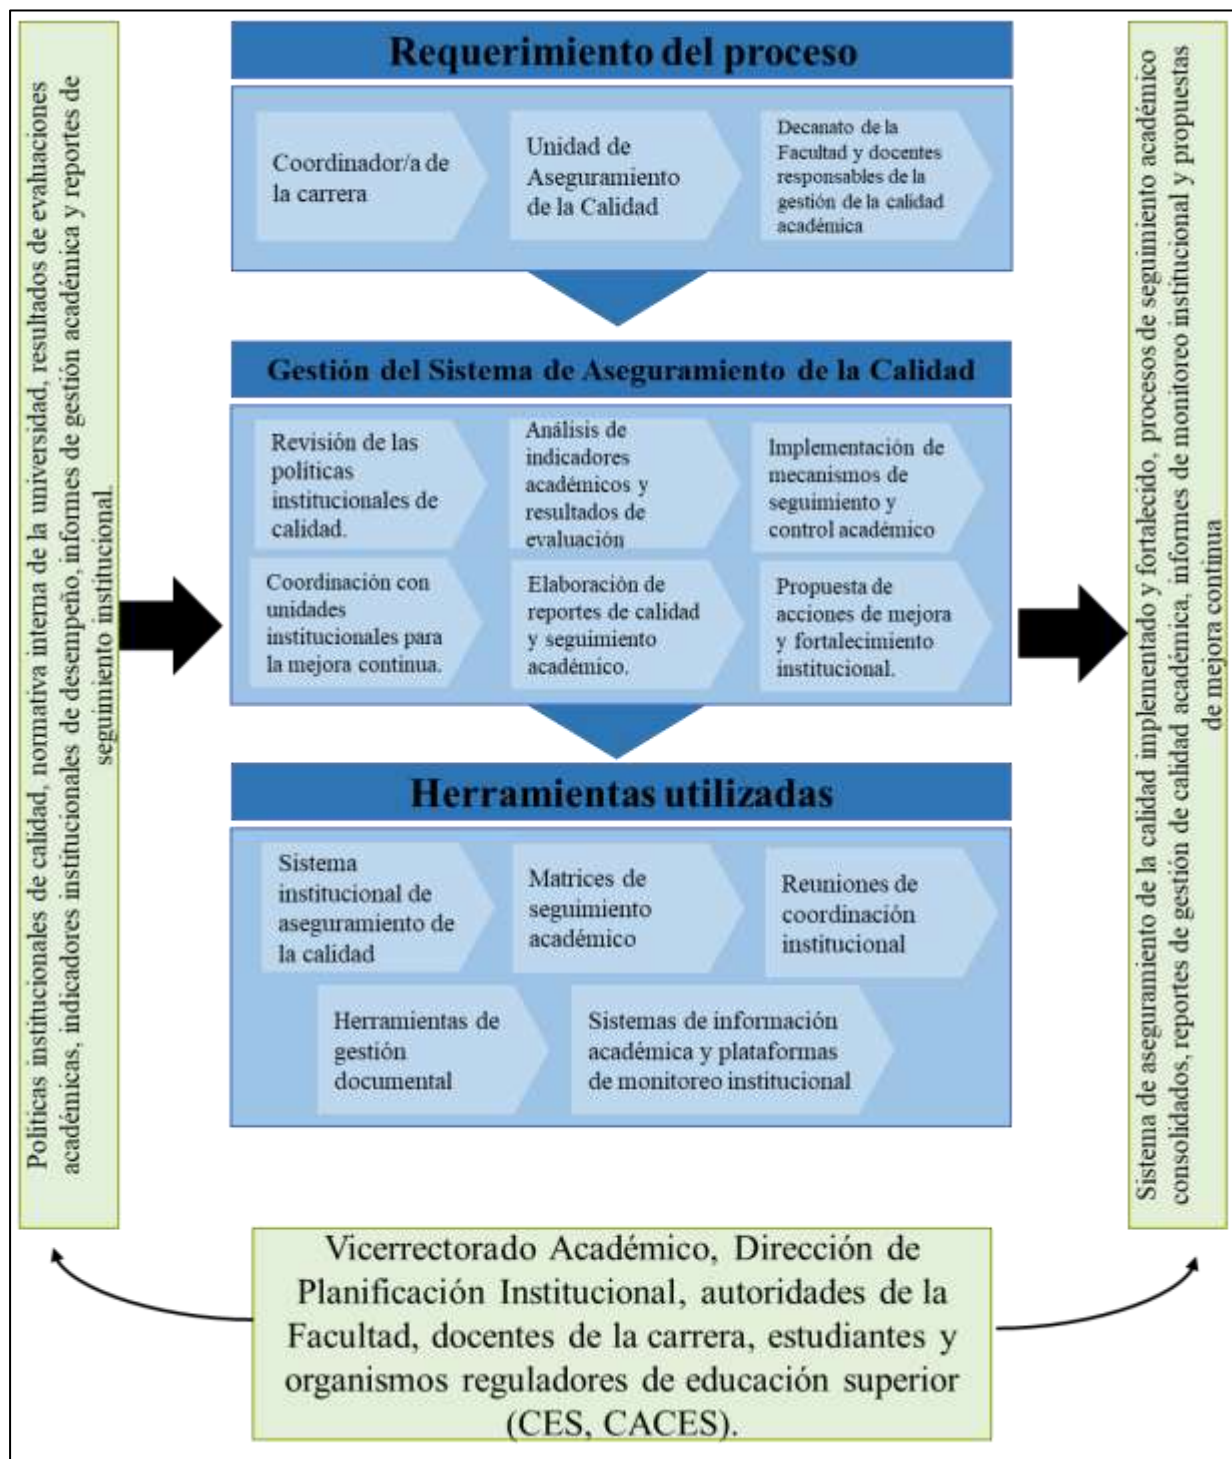 Políticas institucionales de calidad, normativa interna de la universidad, resultados de evaluaciones
académicas, indicadores institucionales de desempeño, informes de gestión académica y reportes de
seguimiento institucional.
Requerimiento del proceso
Coordinador/a de
la carrera
Unidad de
Aseguramiento
de la Calidad
Decanato de la
Facultad y docentes
responsables de la
gestión de la calidad
académica
Gestión del Sistema de Aseguramiento de la Calidad
Revisión de las
políticas
institucionales de
calidad.
Análisis de
indicadores
académicos y
resultados de
evaluación
Implementación de
mecanismos de
seguimiento y
control académico
Coordinación con
unidades
institucionales para
la mejora continua.
Elaboración de
reportes de calidad
y seguimiento
académico.
Propuesta de
acciones de mejora
y fortalecimiento
institucional.
Herramientas utilizadas
Sistema
institucional de
aseguramiento de
la calidad
Matrices de
seguimiento
académico
Reuniones de
coordinación
institucional
Herramientas de
gestión
documental
Sistemas de información
académica y plataformas
de monitoreo institucional
Sistema de aseguramiento de la calidad implementado y fortalecido, procesos de seguimiento académico
consolidados, reportes de gestión de calidad académica, informes de monitoreo institucional y propuestas
de mejora continua
Vicerrectorado Académico, Dirección de
Planificación Institucional, autoridades de la
Facultad, docentes de la carrera, estudiantes y
organismos reguladores de educación superior
(CES, CACES).